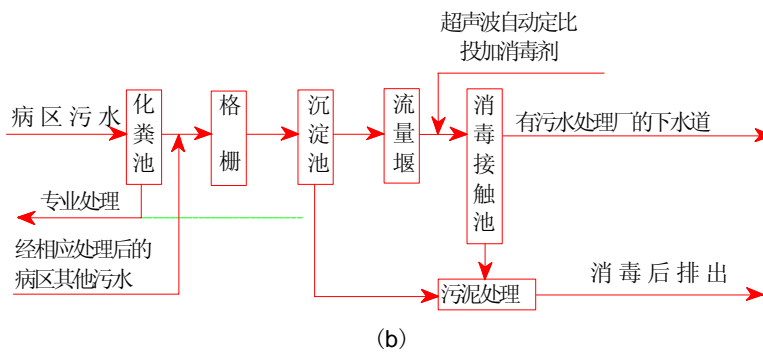 超声波自动定比
投加消毒剂
病区污水
化粪池
格栅
沉淀池
流量堰
消毒接触池
有污水处理厂的下水道
专业处理
经相应处理后的
病区其他污水
污泥处理
消毒后排出
(b)